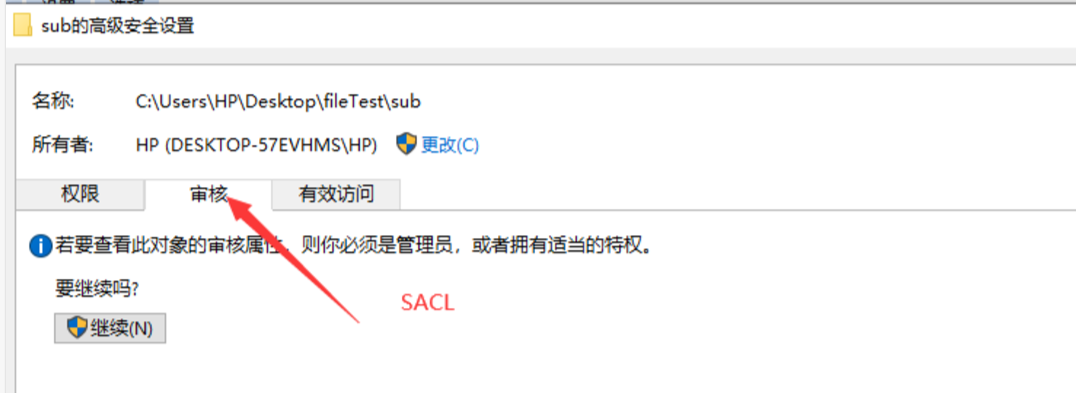 sub的高级安全设置
名称: C:\Users\HP\Desktop\fileTest\sub
所有者: HP (DESKTOP-57EVHMS\HP) 更改(C)
权限 审核 有效访问
若要查看此对象的审核属性，则你必须是管理员，或者拥有适当的特权。
要继续吗?
SACL
继续(N)